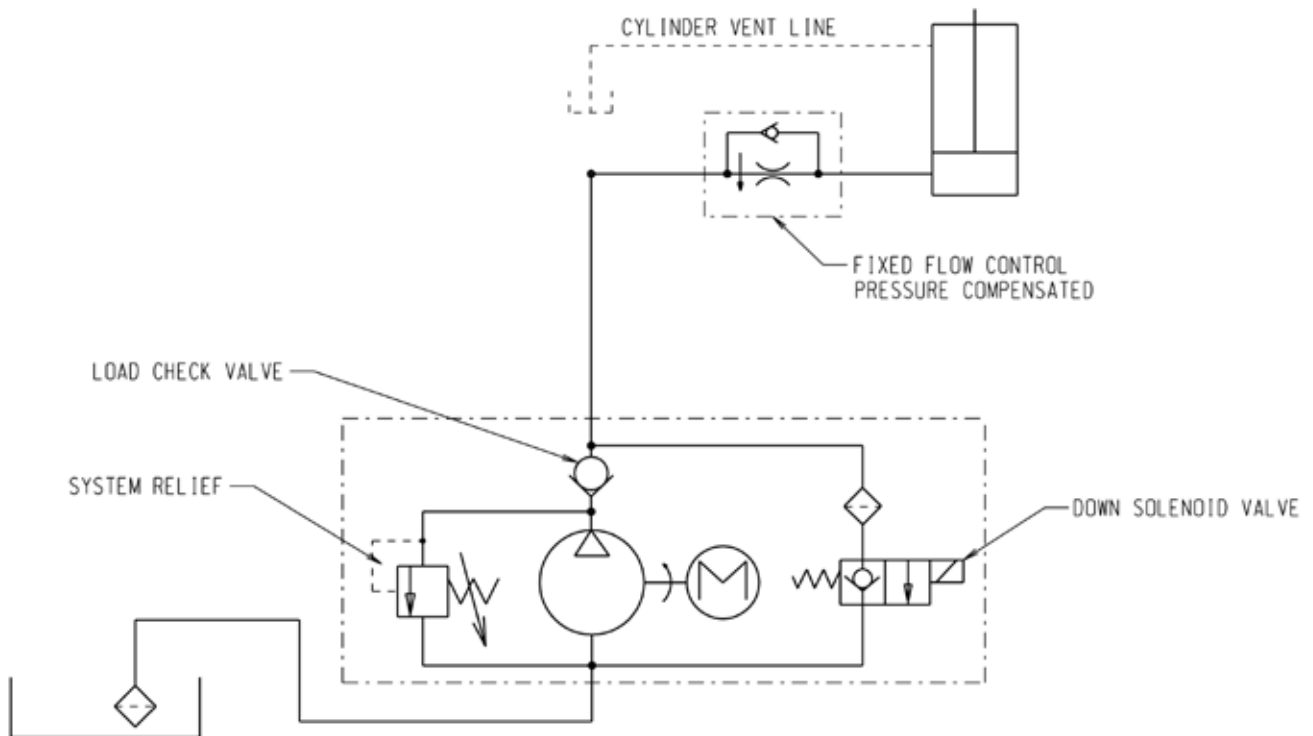 CYLINDER VENT LINE
FIXED FLOW CONTROL
PRESSURE COMPENSATED
LOAD CHECK VALVE
SYSTEM RELIEF
DOWN SOLENOID VALVE
M